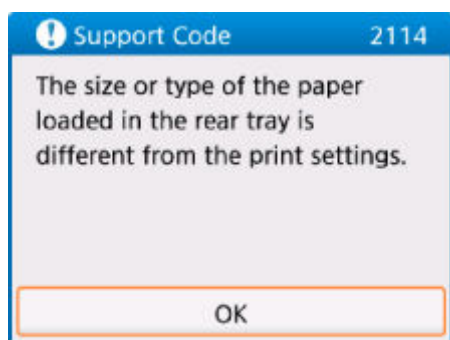 Support Code 2114
The size or type of the paper
loaded in the rear tray is
different from the print settings.
OK